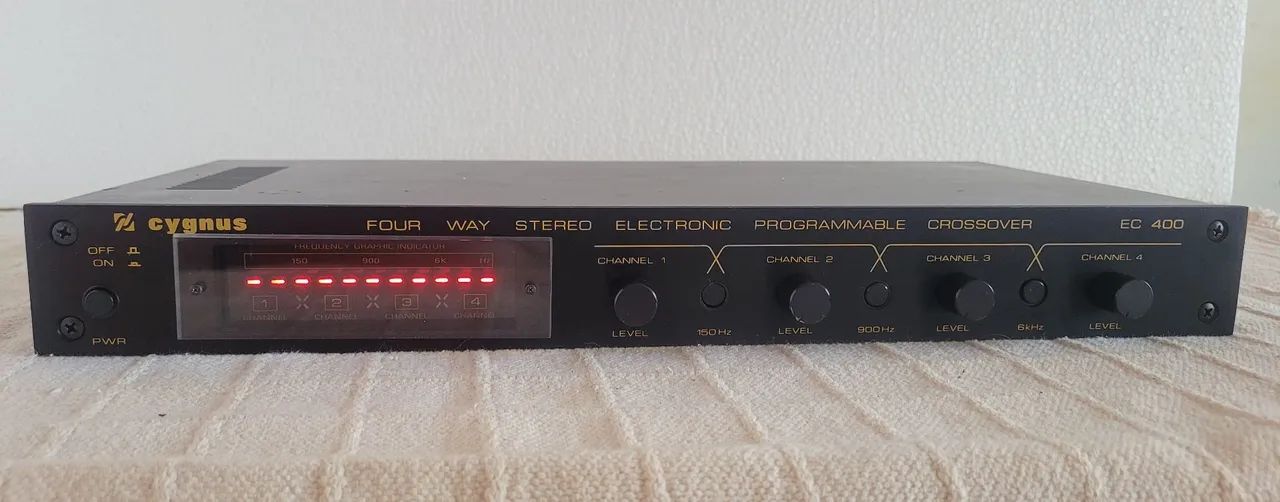 cygnus
FOUR WAY STEREO ELECTRONIC PROGRAMMABLE CROSSOVER EC 400
OFF
ON
PWR
FREQUENCY GRAPHIC INDICATOR
150 900 6K Hz
1 2 3 4
CHANNEL CHANNEL CHANNEL CHANNEL
CHANNEL 1 CHANNEL 2 CHANNEL 3 CHANNEL 4
LEVEL 150 Hz LEVEL 900 Hz LEVEL 6kHz LEVEL